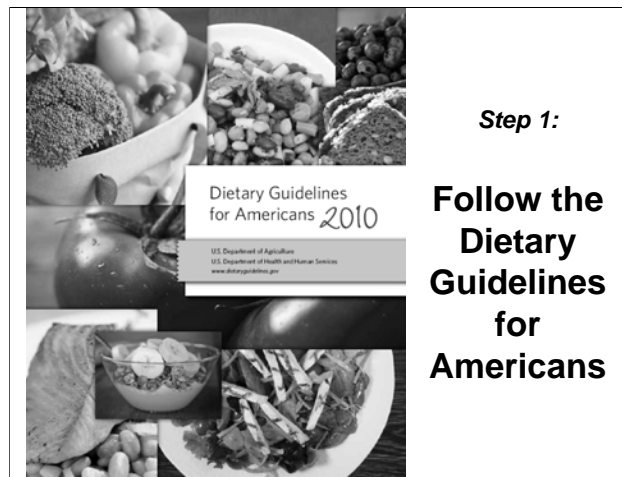 Dietary Guidelines
for Americans 2010
U.S. Department of Agriculture
U.S. Department of Health and Human Services
www.dietaryguidelines.gov
Step 1:
Follow the
Dietary
Guidelines
for
Americans